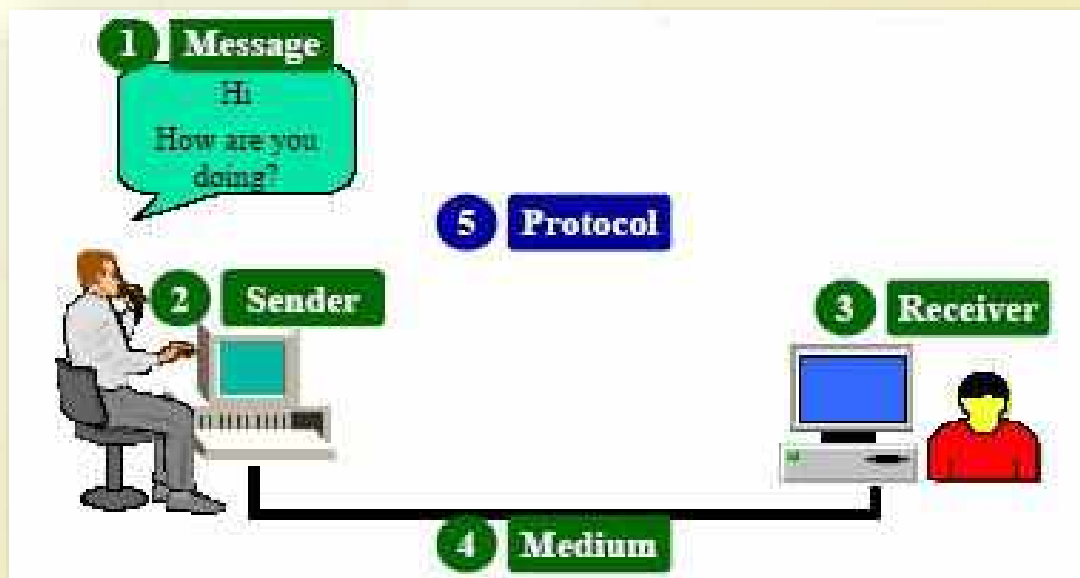 1 Message
Hi
How are you
doing?
5 Protocol
2 Sender
3 Receiver
4 Medium